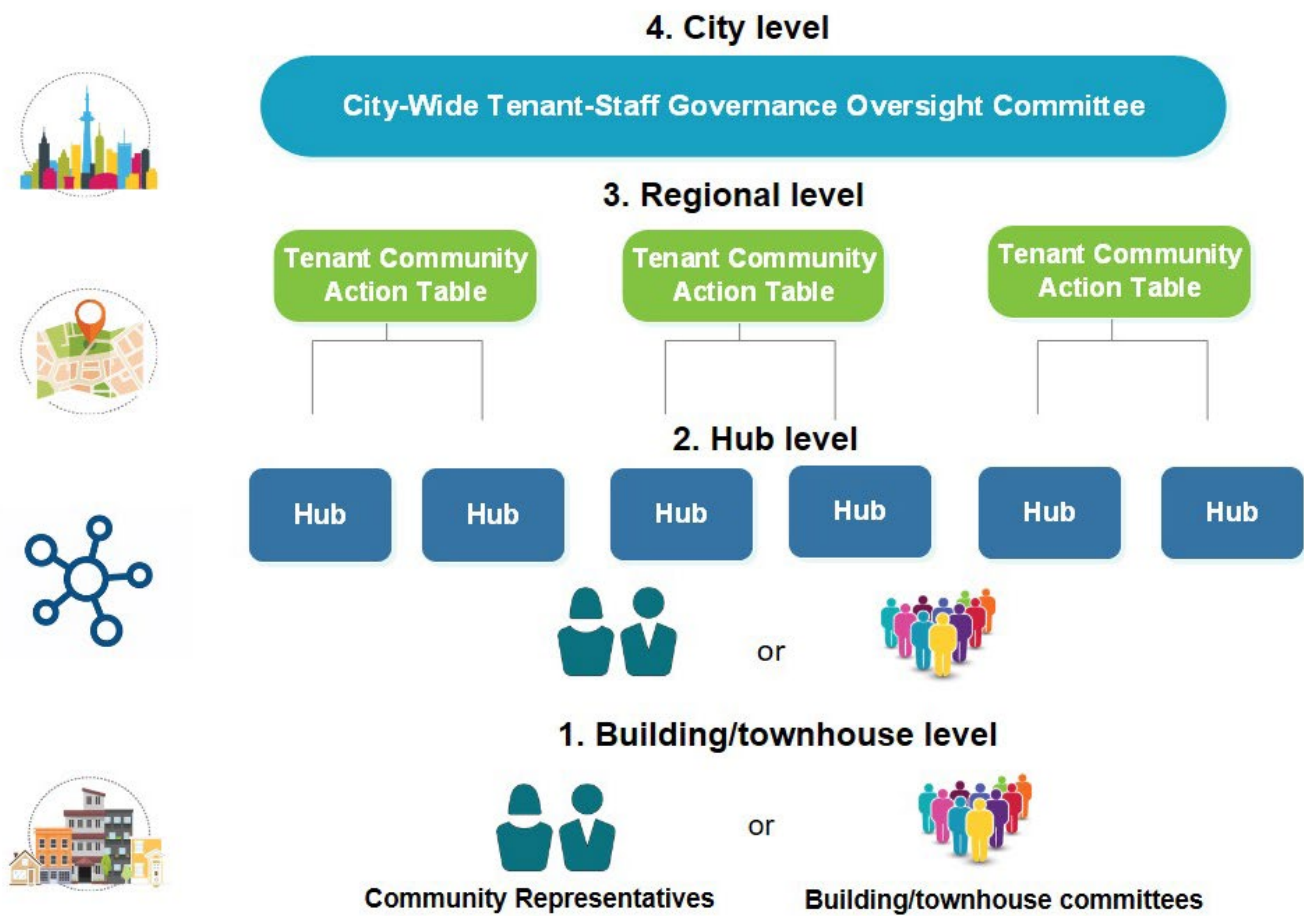 4. City level
City-Wide Tenant-Staff Governance Oversight Committee
3. Regional level
Tenant Community
Action Table
Tenant Community
Action Table
Tenant Community
Action Table
2. Hub level
Hub
Hub
Hub
Hub
Hub
Hub
or
1. Building/townhouse level
or
Community Representatives
Building/townhouse committees